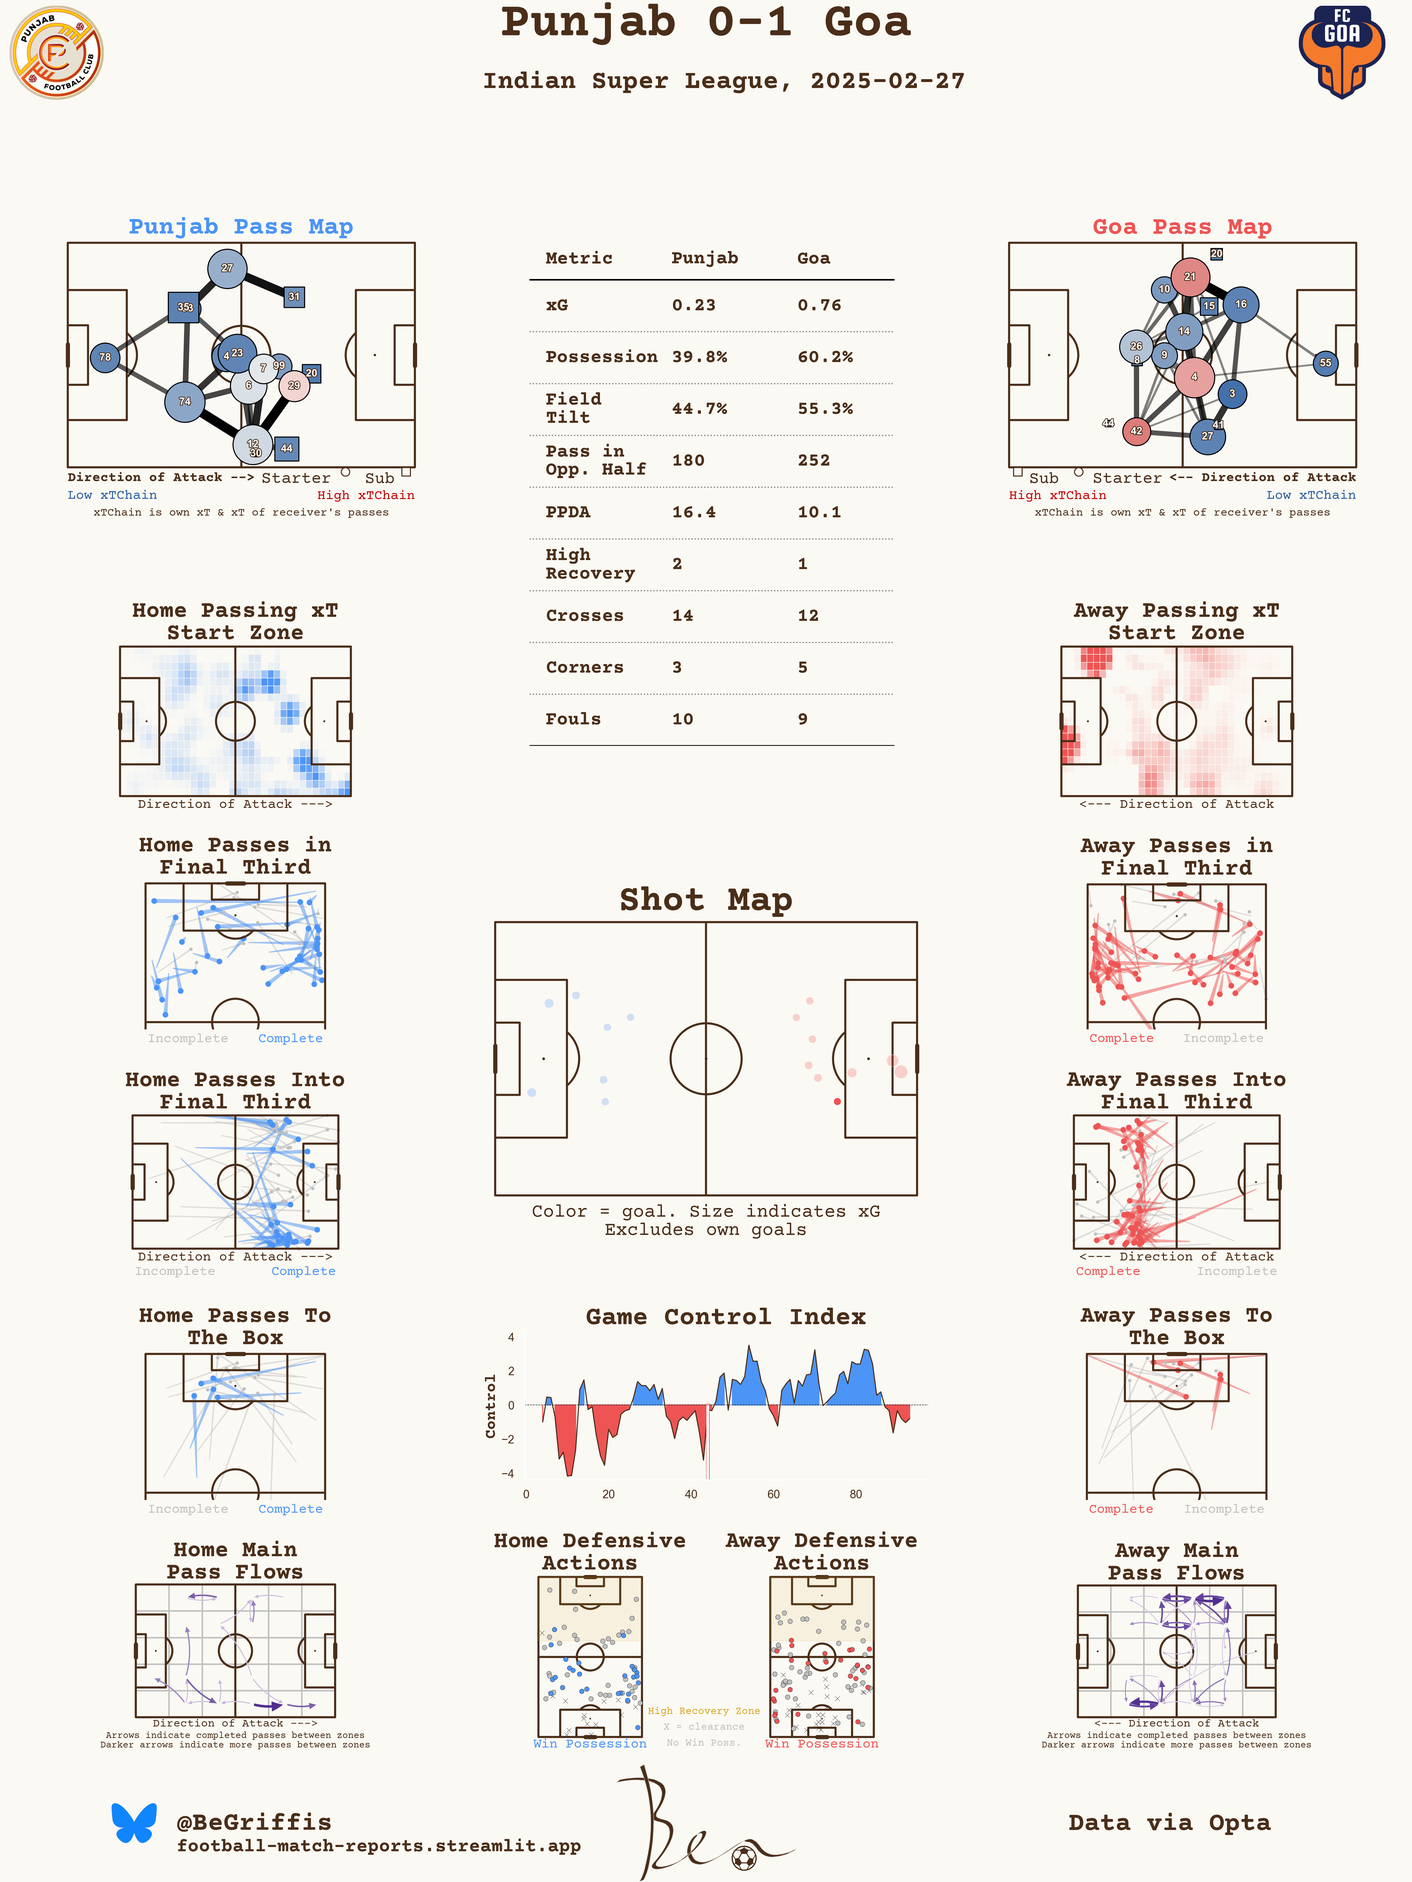 Punjab 0-1 Goa
Indian Super League, 2025-02-27
PUNJAB
FOOTBALL CLUB
FC
GOA
Punjab Pass Map
27
31
35
3
78
4
23
7
99
20
6
29
74
12
30
44
Direction of Attack --> Starter Sub
Low xTChain High xTChain
xTChain is own xT & xT of receiver's passes
Metric Punjab Goa
xG 0.23 0.76
Possession 39.8% 60.2%
Field
Tilt 44.7% 55.3%
Pass in
Opp. Half 180 252
PPDA 16.4 10.1
High
Recovery 2 1
Crosses 14 12
Corners 3 5
Fouls 10 9
Goa Pass Map
20
21
10
15
16
14
26
8
9
55
4
3
44
42
41
27
Sub Starter <-- Direction of Attack
High xTChain Low xTChain
xTChain is own xT & xT of receiver's passes
Home Passing xT
Start Zone
Direction of Attack --->
Away Passing xT
Start Zone
<--- Direction of Attack
Home Passes in
Final Third
Incomplete Complete
Away Passes in
Final Third
Complete Incomplete
Shot Map
Color = goal. Size indicates xG
Excludes own goals
Home Passes Into
Final Third
Direction of Attack --->
Incomplete Complete
Away Passes Into
Final Third
<--- Direction of Attack
Complete Incomplete
Home Passes To
The Box
Incomplete Complete
Game Control Index
Control
4
2
0
−2
−4
0 20 40 60 80
Away Passes To
The Box
Complete Incomplete
Home Main
Pass Flows
Direction of Attack --->
Arrows indicate completed passes between zones
Darker arrows indicate more passes between zones
Home Defensive
Actions
Win Possession
Away Defensive
Actions
Win Possession
High Recovery Zone
X = clearance
No Win Poss.
Away Main
Pass Flows
<--- Direction of Attack
Arrows indicate completed passes between zones
Darker arrows indicate more passes between zones
@BeGriffis
football-match-reports.streamlit.app
Ben
Data via Opta